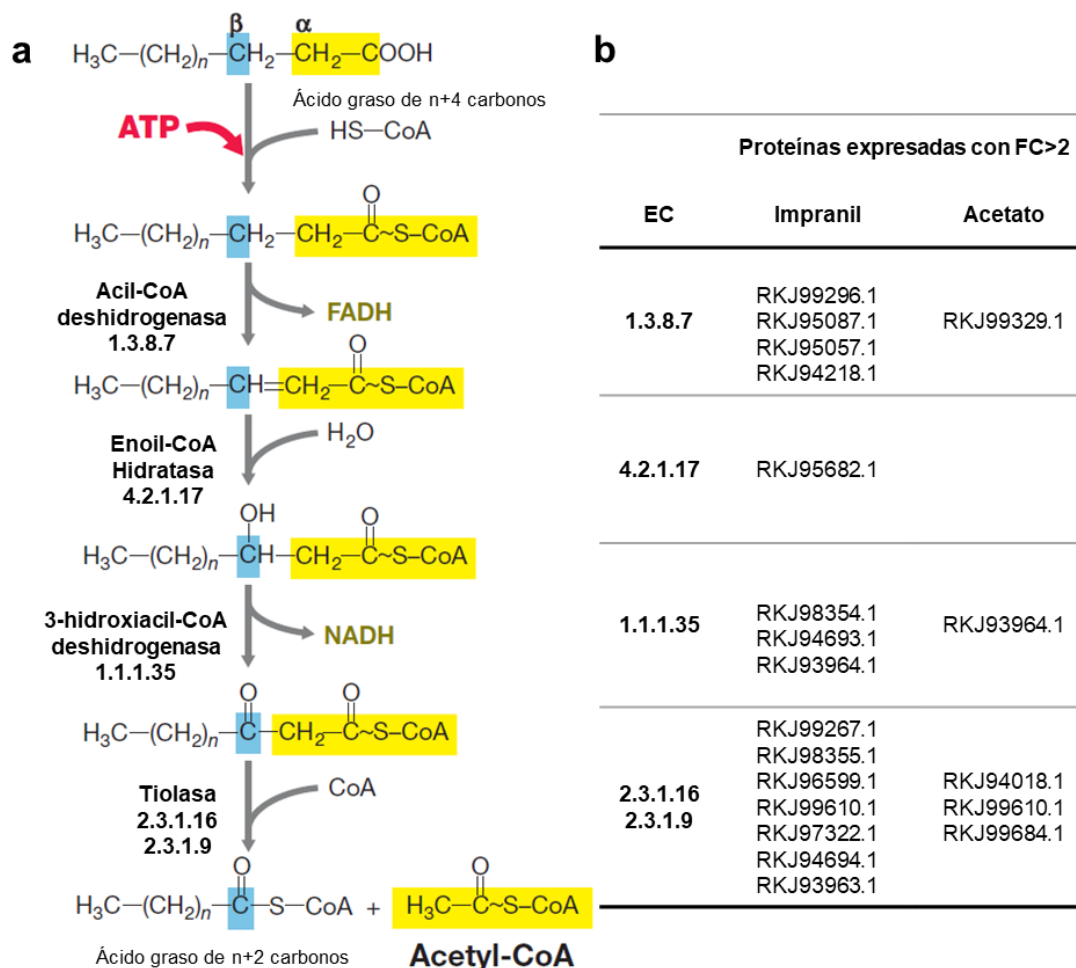 a
β α
H₃C—(CH₂)ₙ—CH₂—CH₂—COOH
Ácido graso de n+4 carbonos
ATP
HS—CoA
O
H₃C—(CH₂)ₙ—CH₂—CH₂—C~S—CoA
Acil-CoA
deshidrogenasa
1.3.8.7
FADH
O
H₃C—(CH₂)ₙ—CH=CH₂—C~S—CoA
Enoil-CoA
Hidratasa
4.2.1.17
H₂O
OH O
H₃C—(CH₂)ₙ—CH—CH₂—C~S—CoA
3-hidroxiacil-CoA
deshidrogenasa
1.1.1.35
NADH
O O
H₃C—(CH₂)ₙ—C—CH₂—C~S—CoA
Tiolasa
2.3.1.16
2.3.1.9
CoA
O O
H₃C—(CH₂)ₙ—C—S—CoA + H₃C—C~S—CoA
Ácido graso de n+2 carbonos
Acetyl-CoA
b
Proteínas expresadas con FC>2
EC Impranil Acetato
RKJ99296.1
1.3.8.7 RKJ95087.1 RKJ99329.1
RKJ95057.1
RKJ94218.1
4.2.1.17 RKJ95682.1
RKJ98354.1
1.1.1.35 RKJ94693.1 RKJ93964.1
RKJ93964.1
RKJ99267.1
RKJ98355.1
2.3.1.16 RKJ96599.1 RKJ94018.1
2.3.1.9 RKJ99610.1 RKJ99610.1
RKJ97322.1 RKJ99684.1
RKJ94694.1
RKJ93963.1